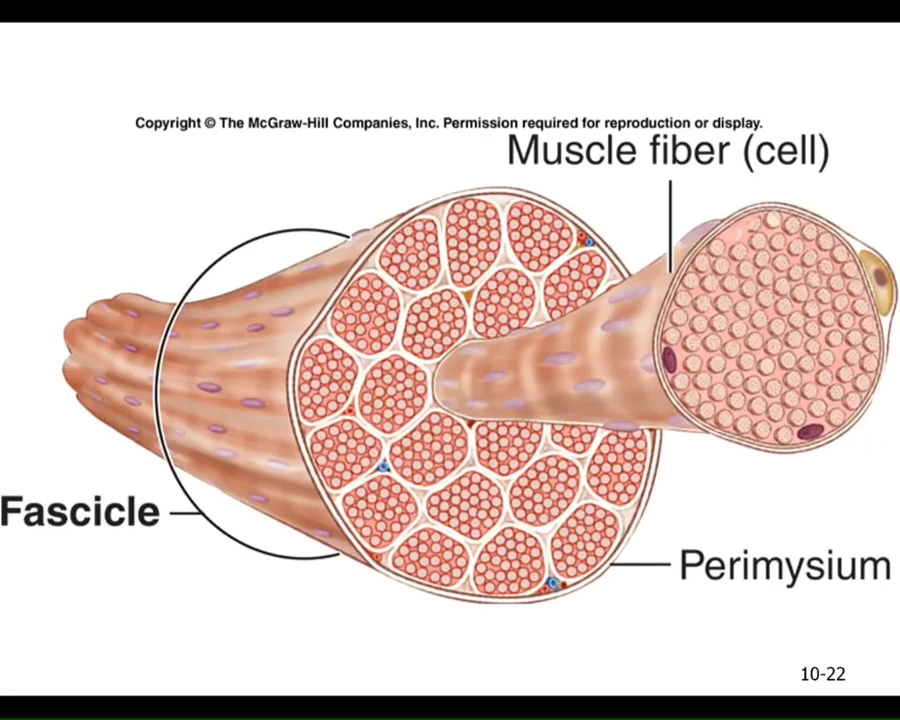 Copyright © The McGraw-Hill Companies, Inc. Permission required for reproduction or display.
Muscle fiber (cell)
Fascicle
Perimysium
10-22